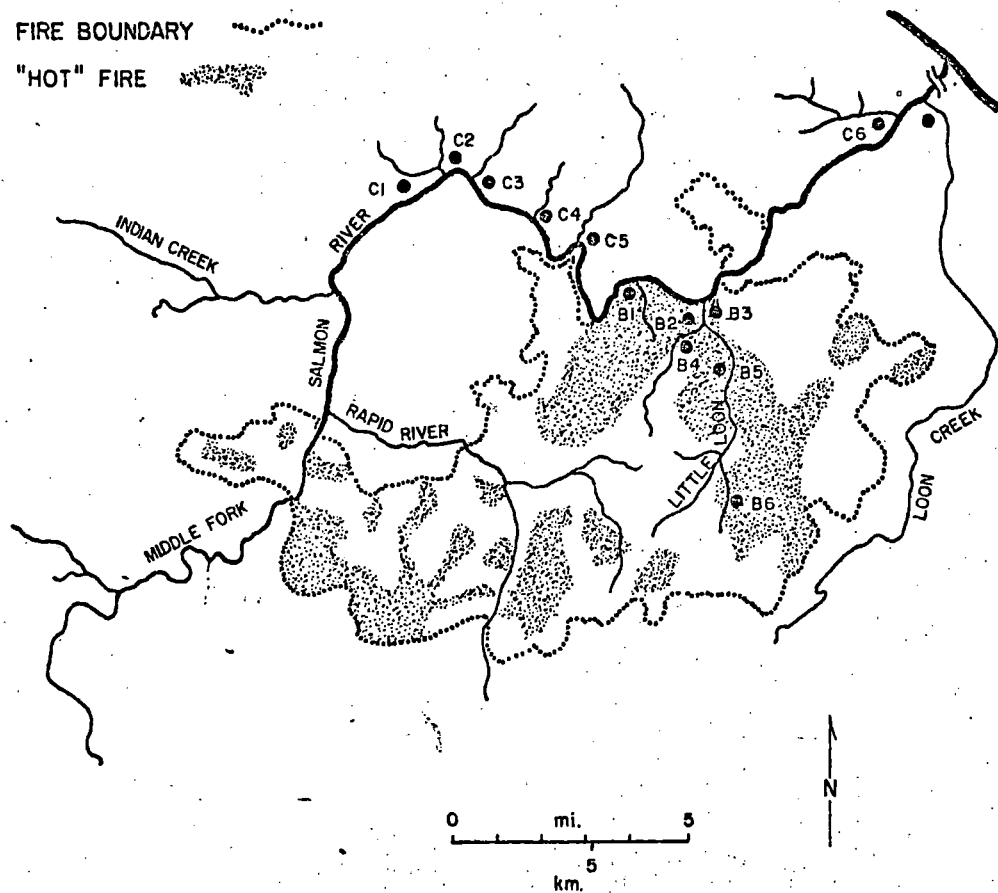 FIRE BOUNDARY
"HOT" FIRE
C1
C2
C3
C4
C5
C6
INDIAN CREEK
RIVER
SALMON
RAPID RIVER
MIDDLE FORK
B1
B2
B3
B4
B5
B6
LITTLE LOON
LOON CREEK
N
0 mi. 5
5
km.